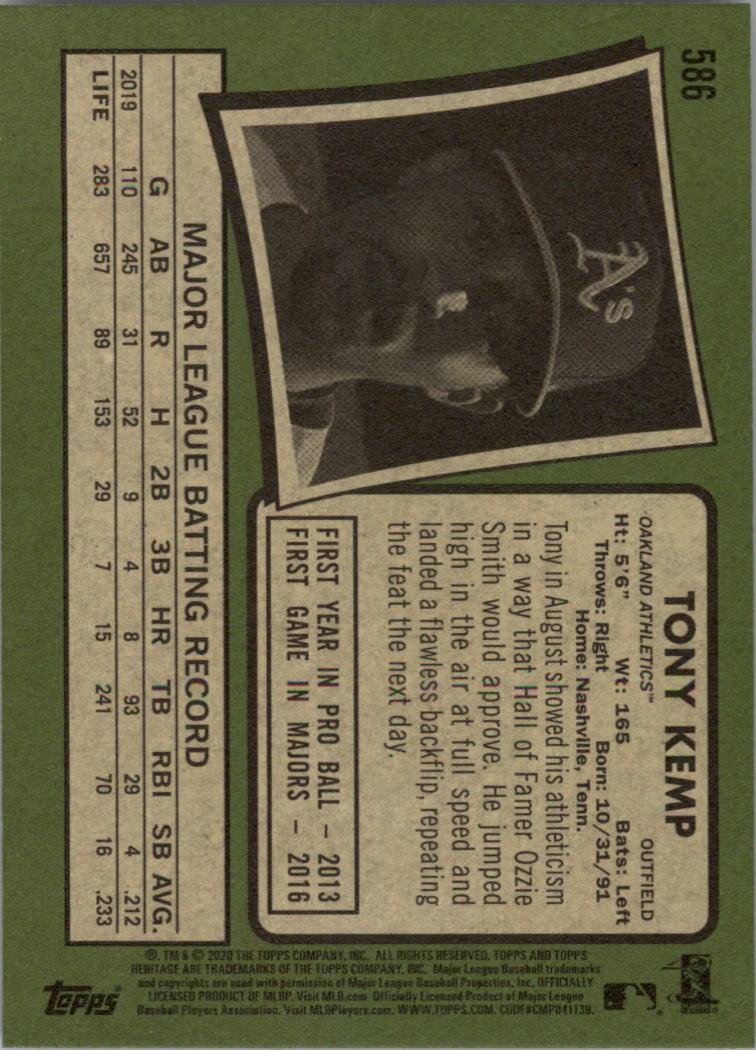 586
A's
TONY KEMP
OAKLAND ATHLETICS™ OUTFIELD
Ht: 5'6" Wt: 165 Bats: Left
Throws: Right Born: 10/31/91
Home: Nashville, Tenn.
Tony in August showed his athleticism
in a way that Hall of Famer Ozzie
Smith would approve. He jumped
high in the air at full speed and
landed a flawless backflip, repeating
the feat the next day.
FIRST YEAR IN PRO BALL – 2013
FIRST GAME IN MAJORS – 2016
MAJOR LEAGUE BATTING RECORD
G AB R H 2B 3B HR TB RBI SB AVG.
2019 110 245 31 52 9 4 8 93 29 4 .212
LIFE 283 657 89 153 29 7 15 241 70 16 .233
®, TM & © 2020 THE TOPPS COMPANY, INC. ALL RIGHTS RESERVED. TOPPS AND TOPPS
HERITAGE ARE TRADEMARKS OF THE TOPPS COMPANY, INC. Major League Baseball trademarks
and copyrights are used with permission of Major League Baseball Properties, Inc. OFFICIALLY
LICENSED PRODUCT OF MLBP. Visit MLB.com Officially Licensed Product of Major League
Baseball Players Association. Visit MLBPlayers.com. WWW.TOPPS.COM. CODE#CMP041139.
topps